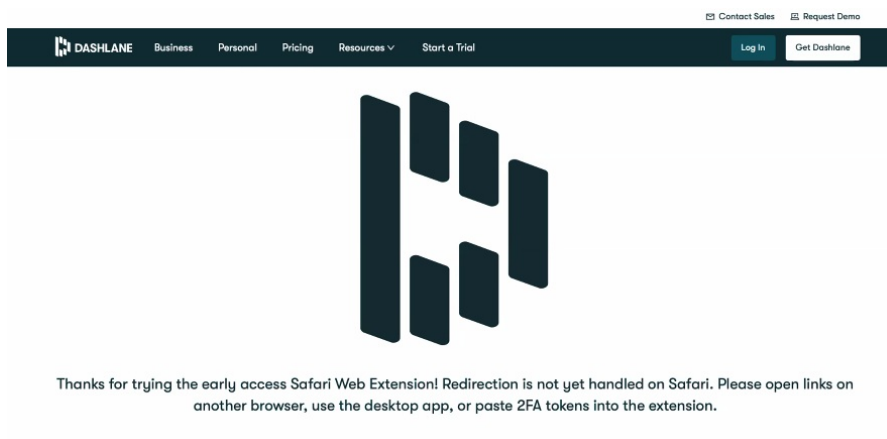 Contact Sales Request Demo
DASHLANE Business Personal Pricing Resources Start a Trial Log In Get Dashlane
Thanks for trying the early access Safari Web Extension! Redirection is not yet handled on Safari. Please open links on
another browser, use the desktop app, or paste 2FA tokens into the extension.